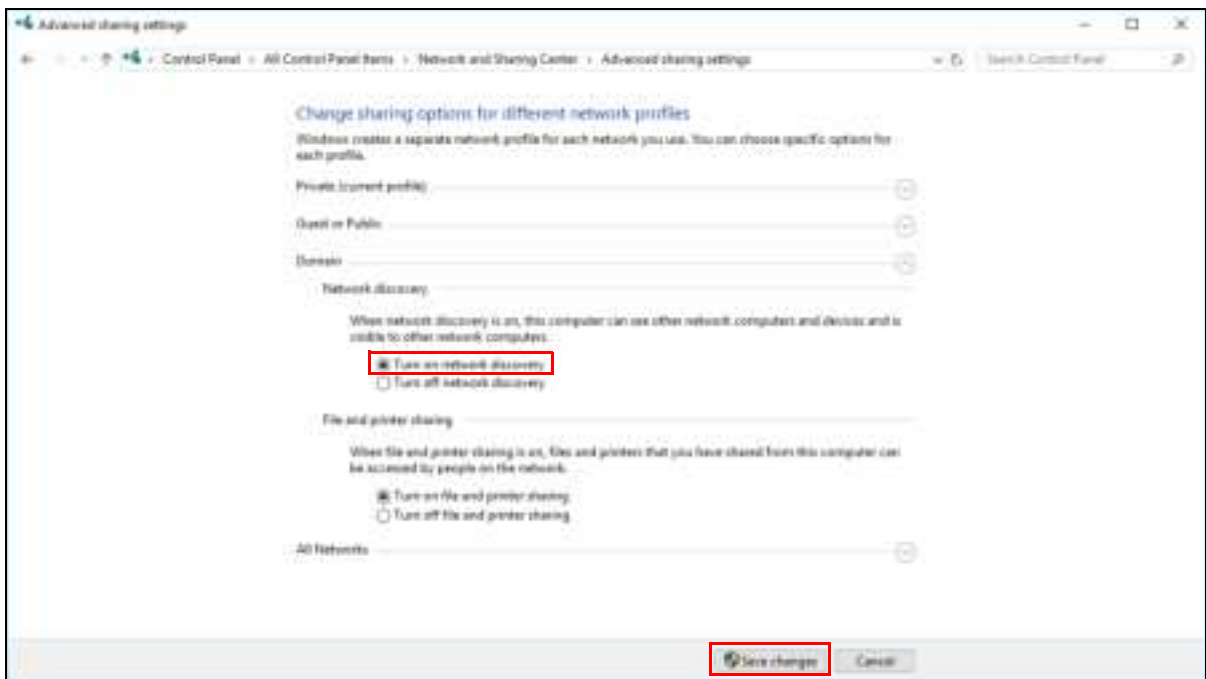 Advanced sharing settings
Control Panel › All Control Panel Items › Network and Sharing Center › Advanced sharing settings
Search Control Panel
Change sharing options for different network profiles
Windows creates a separate network profile for each network you use. You can choose specific options for
each profile.
Private (current profile)
Guest or Public
Domain
Network discovery
When network discovery is on, this computer can see other network computers and devices and is
visible to other network computers.
Turn on network discovery
Turn off network discovery
File and printer sharing
When file and printer sharing is on, files and printers that you have shared from this computer can
be accessed by people on the network.
Turn on file and printer sharing
Turn off file and printer sharing
All Networks
Save changes
Cancel